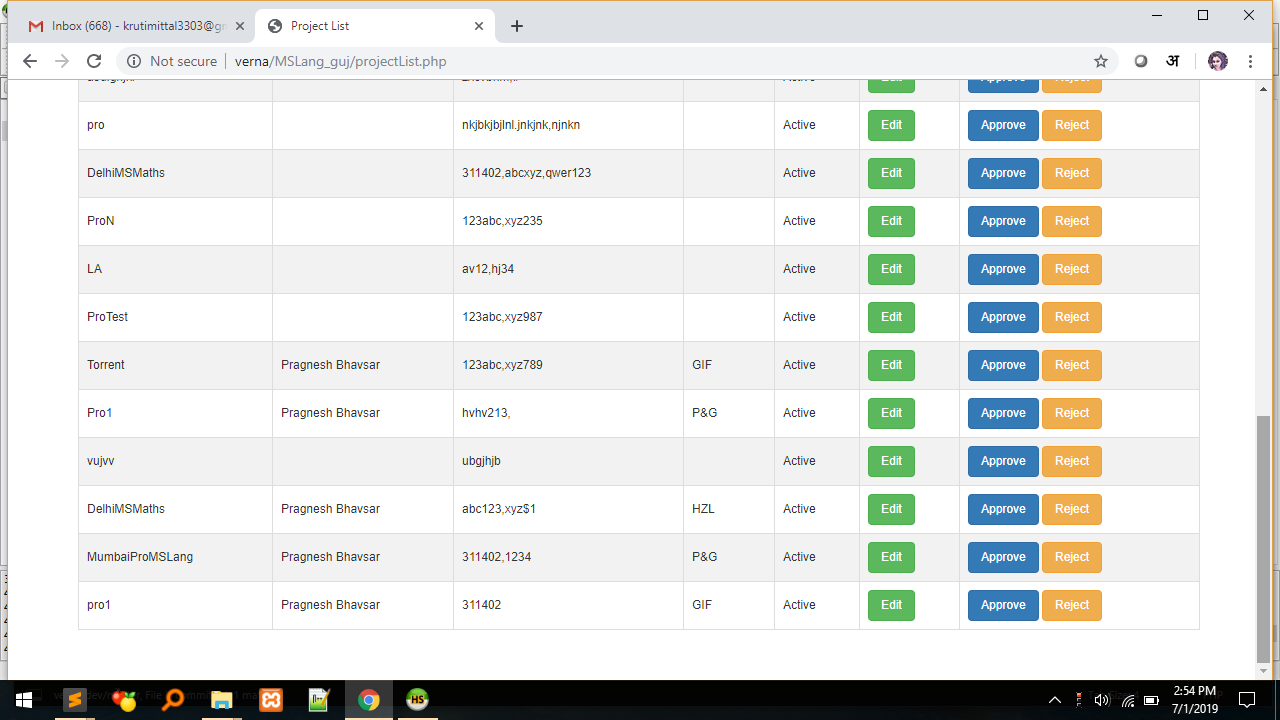 Inbox (668) - krutimittal3303@g
Project List
Not secure | verna/MSLang_guj/projectList.php
अ
Active Edit Approve Reject
pro nkjbkjbjlnl.jnkjnk,njnkn Active Edit Approve Reject
DelhiMSMaths 311402,abcxyz,qwer123 Active Edit Approve Reject
ProN 123abc,xyz235 Active Edit Approve Reject
LA av12,hj34 Active Edit Approve Reject
ProTest 123abc,xyz987 Active Edit Approve Reject
Torrent Pragnesh Bhavsar 123abc,xyz789 GIF Active Edit Approve Reject
Pro1 Pragnesh Bhavsar hvhv213, P&G Active Edit Approve Reject
vujvv ubgjhjb Active Edit Approve Reject
DelhiMSMaths Pragnesh Bhavsar abc123,xyz$1 HZL Active Edit Approve Reject
MumbaiProMSLang Pragnesh Bhavsar 311402,1234 P&G Active Edit Approve Reject
pro1 Pragnesh Bhavsar 311402 GIF Active Edit Approve Reject
HS
2:54 PM
7/1/2019